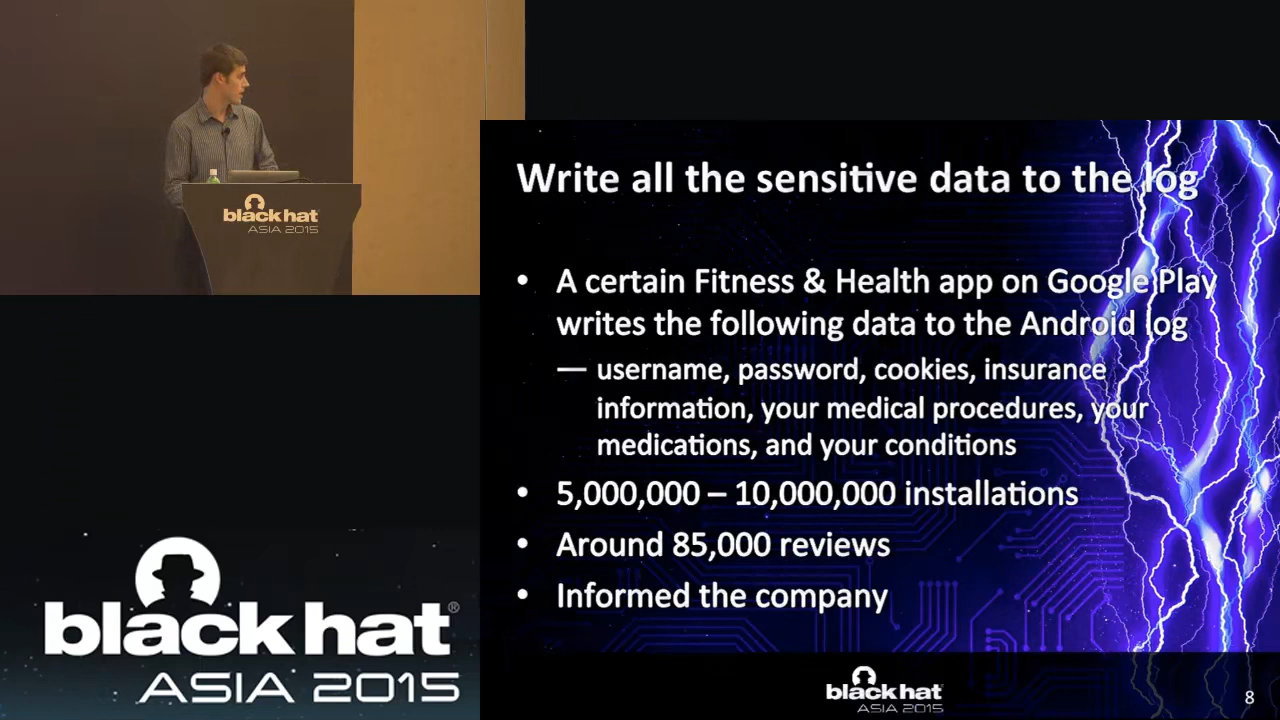 black hat
ASIA 2015
Write all the sensitive data to the log
• A certain Fitness & Health app on Google Play
writes the following data to the Android log
— username, password, cookies, insurance
information, your medical procedures, your
medications, and your conditions
• 5,000,000 – 10,000,000 installations
• Around 85,000 reviews
• Informed the company
black hat®
ASIA 2015
black hat
ASIA 2015
8